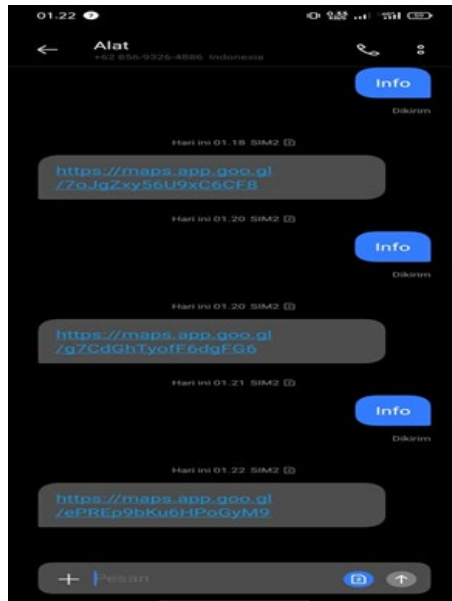 01.22
Alat
+62 856-9326-4886 Indonesia
Info
Dikirim
Hari ini 01.18 SIM2
https://maps.app.goo.gl
/7oJgZxy56U9xC6CF8
Hari ini 01.20 SIM2
Info
Dikirim
Hari ini 01.20 SIM2
https://maps.app.goo.gl
/g7CdGhTyofF6dgFG6
Hari ini 01.21 SIM2
Info
Dikirim
Hari ini 01.22 SIM2
https://maps.app.goo.gl
/ePREp9bKu6HPoGyM9
Pesan